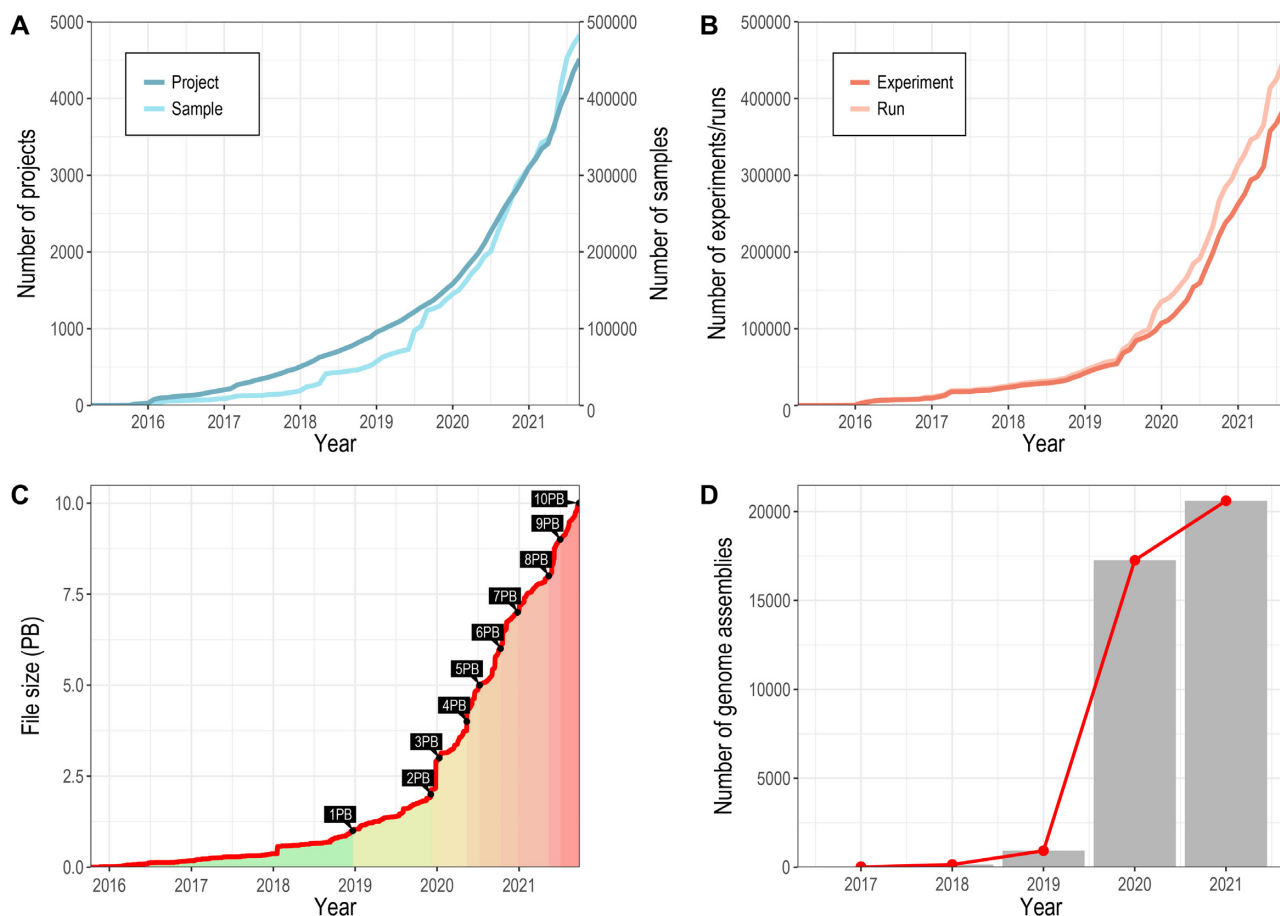 A
Number of projects
5000
4000
3000
2000
1000
0
500000
400000
300000
200000
100000
0
Number of samples
Project
Sample
2016 2017 2018 2019 2020 2021
Year
B
Number of experiments/runs
500000
400000
300000
200000
100000
0
Experiment
Run
2016 2017 2018 2019 2020 2021
Year
C
File size (PB)
10.0
7.5
5.0
2.5
0.0
10PB
9PB
8PB
7PB
6PB
5PB
4PB
3PB
2PB
1PB
2016 2017 2018 2019 2020 2021
Year
D
Number of genome assemblies
20000
15000
10000
5000
0
2017 2018 2019 2020 2021
Year